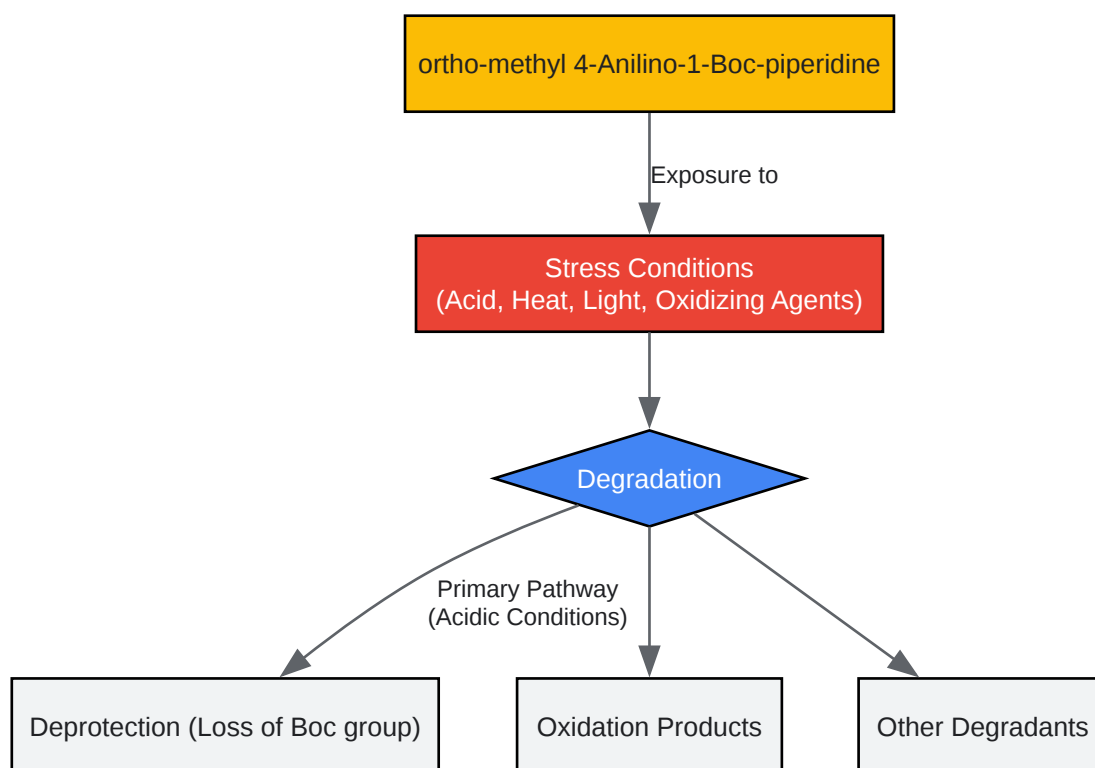 ortho-methyl 4-Anilino-1-Boc-piperidine
Exposure to
Stress Conditions
(Acid, Heat, Light, Oxidizing Agents)
Degradation
Primary Pathway
(Acidic Conditions)
Deprotection (Loss of Boc group)
Oxidation Products
Other Degradants